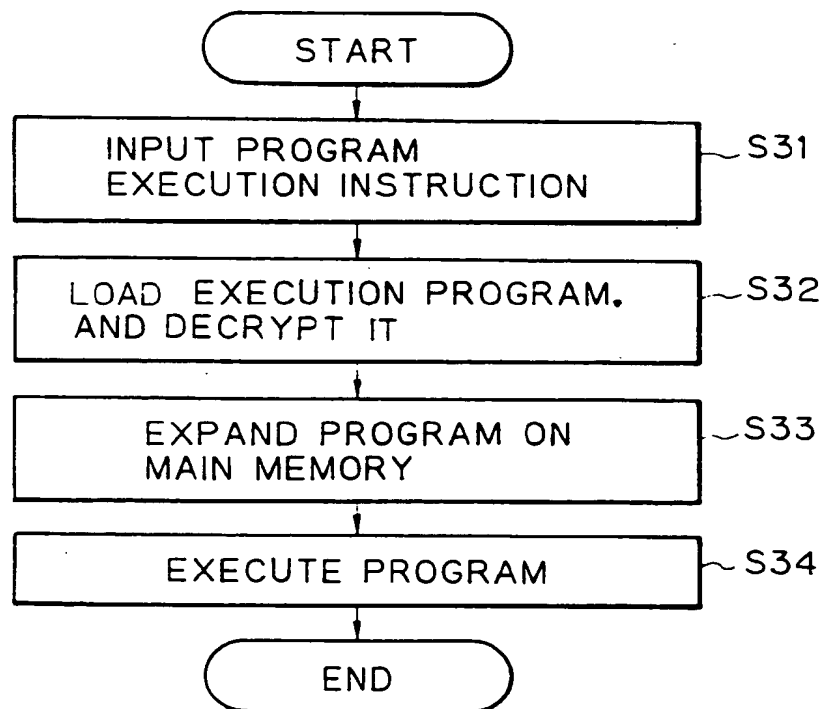 START
INPUT PROGRAM
EXECUTION INSTRUCTION
S31
LOAD EXECUTION PROGRAM.
AND DECRYPT IT
S32
EXPAND PROGRAM ON
MAIN MEMORY
S33
EXECUTE PROGRAM
S34
END